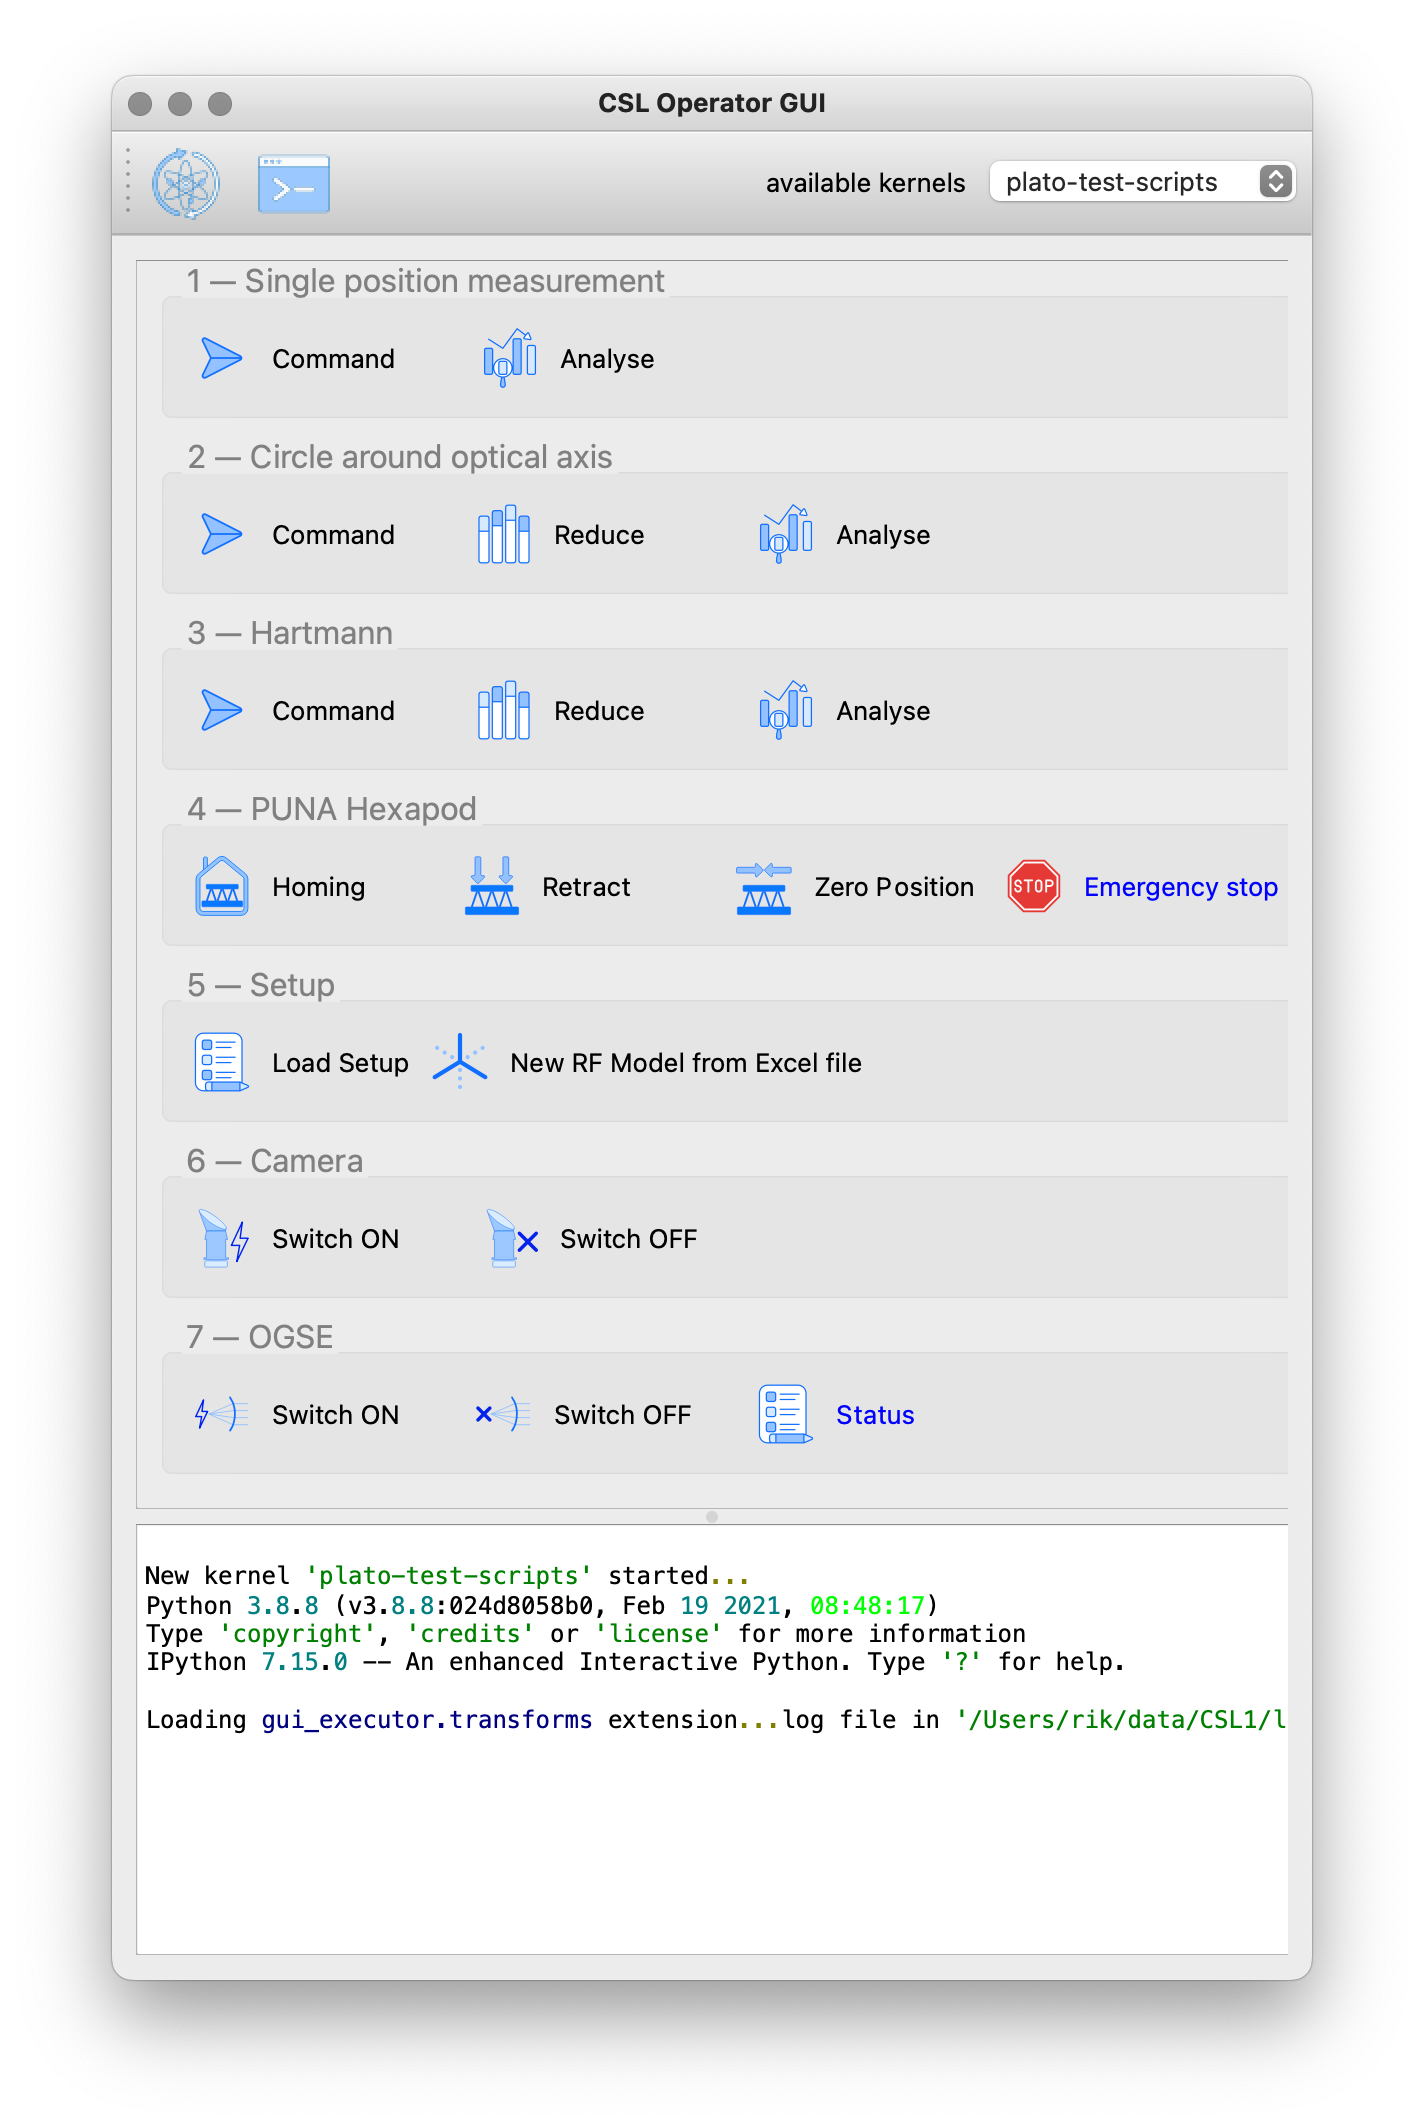 CSL Operator GUI
available kernels plato-test-scripts
1 — Single position measurement
Command Analyse
2 — Circle around optical axis
Command Reduce Analyse
3 — Hartmann
Command Reduce Analyse
4 — PUNA Hexapod
Homing Retract Zero Position STOP Emergency stop
5 — Setup
Load Setup New RF Model from Excel file
6 — Camera
Switch ON Switch OFF
7 — OGSE
Switch ON Switch OFF Status
New kernel 'plato-test-scripts' started...
Python 3.8.8 (v3.8.8:024d8058b0, Feb 19 2021, 08:48:17)
Type 'copyright', 'credits' or 'license' for more information
IPython 7.15.0 -- An enhanced Interactive Python. Type '?' for help.
Loading gui_executor.transforms extension...log file in '/Users/rik/data/CSL1/l